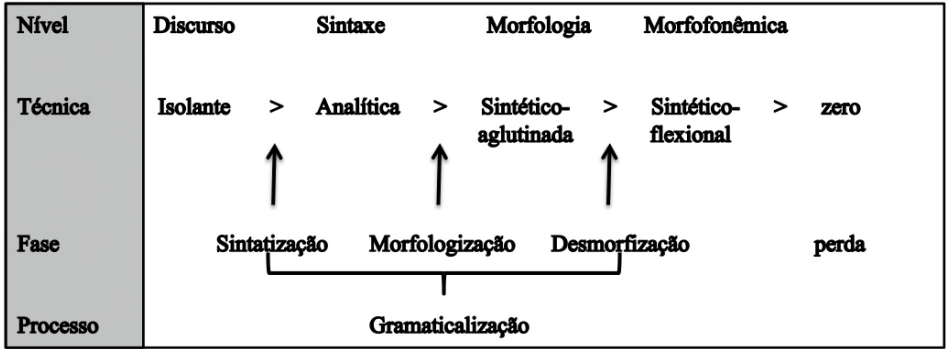 Nível Discurso Sintaxe Morfologia Morfofonêmica
Técnica Isolante > Analítica > Sintético- > Sintético- > zero
aglutinada flexional
Fase Sintatização Morfologização Desmorfização perda
Processo Gramaticalização